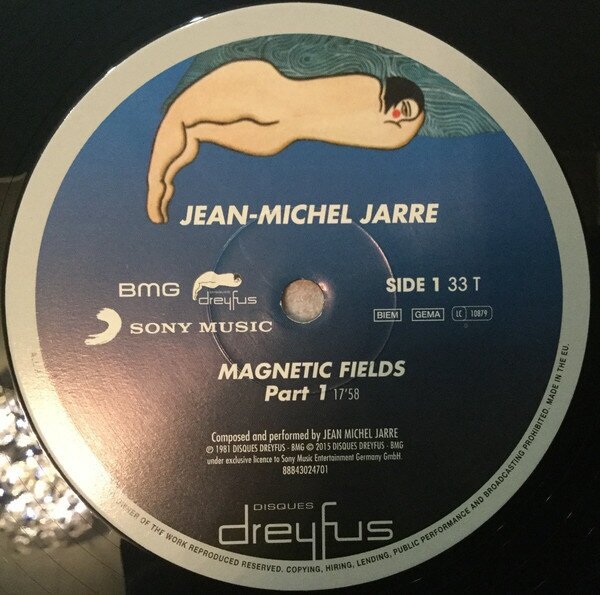 JEAN-MICHEL JARRE
BMG DISQUES dreyfus
SONY MUSIC
SIDE 1 33 T
BIEM GEMA LC 10879
MAGNETIC FIELDS
Part 1 17'58
Composed and performed by JEAN MICHEL JARRE
℗ 1981 DISQUES DREYFUS - BMG © 2015 DISQUES DREYFUS - BMG
under exclusive licence to Sony Music Entertainment Germany GmbH.
88843024701
DISQUES
dreyfus
OWNER OF THE WORK REPRODUCED RESERVED. COPYING, HIRING, LENDING, PUBLIC PERFORMANCE AND BROADCASTING PROHIBITED. MADE IN THE EU.